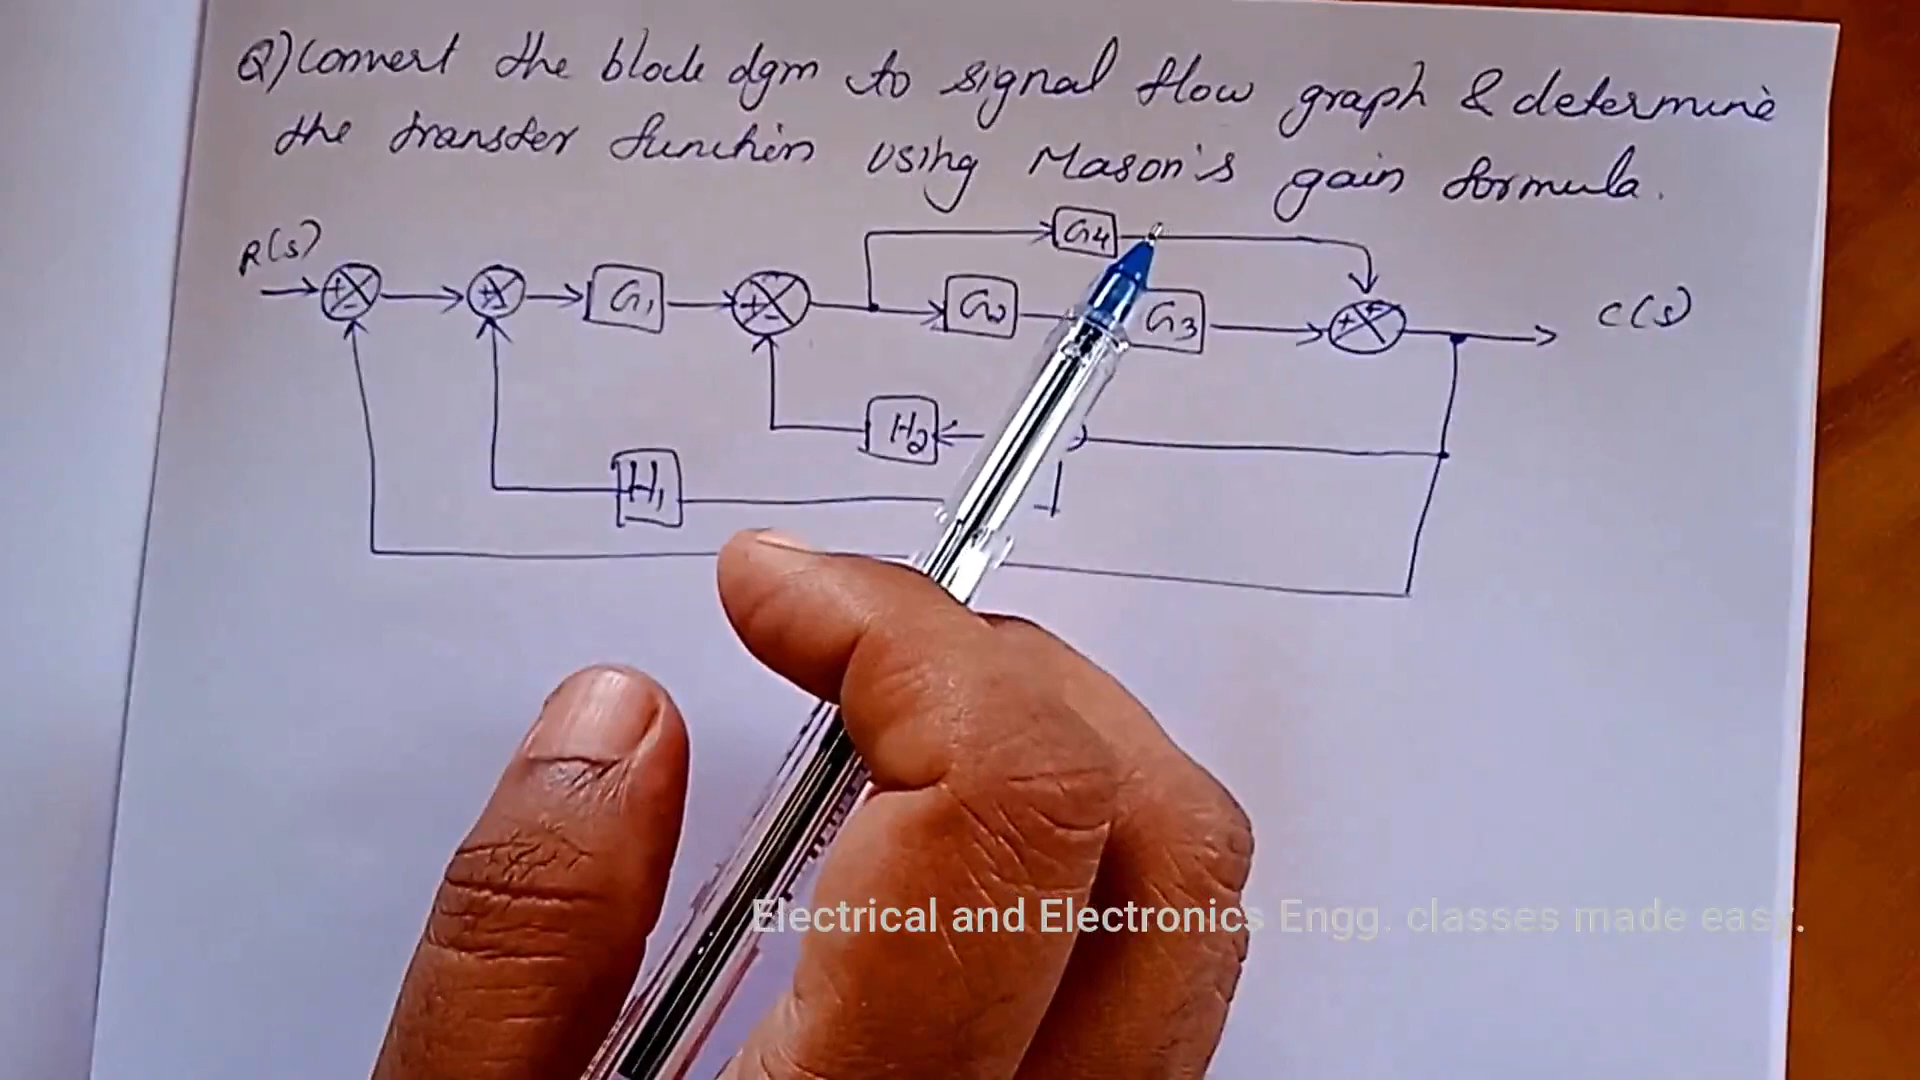 Q) Convert the block dgm to signal flow graph & determine
the transfer function using Mason's gain formula.
R(s)
G4
+ -
+
G1
+ -
G2
G3
+ +
C(s)
H2
H1
Electrical and Electronics Engg. classes made easy.